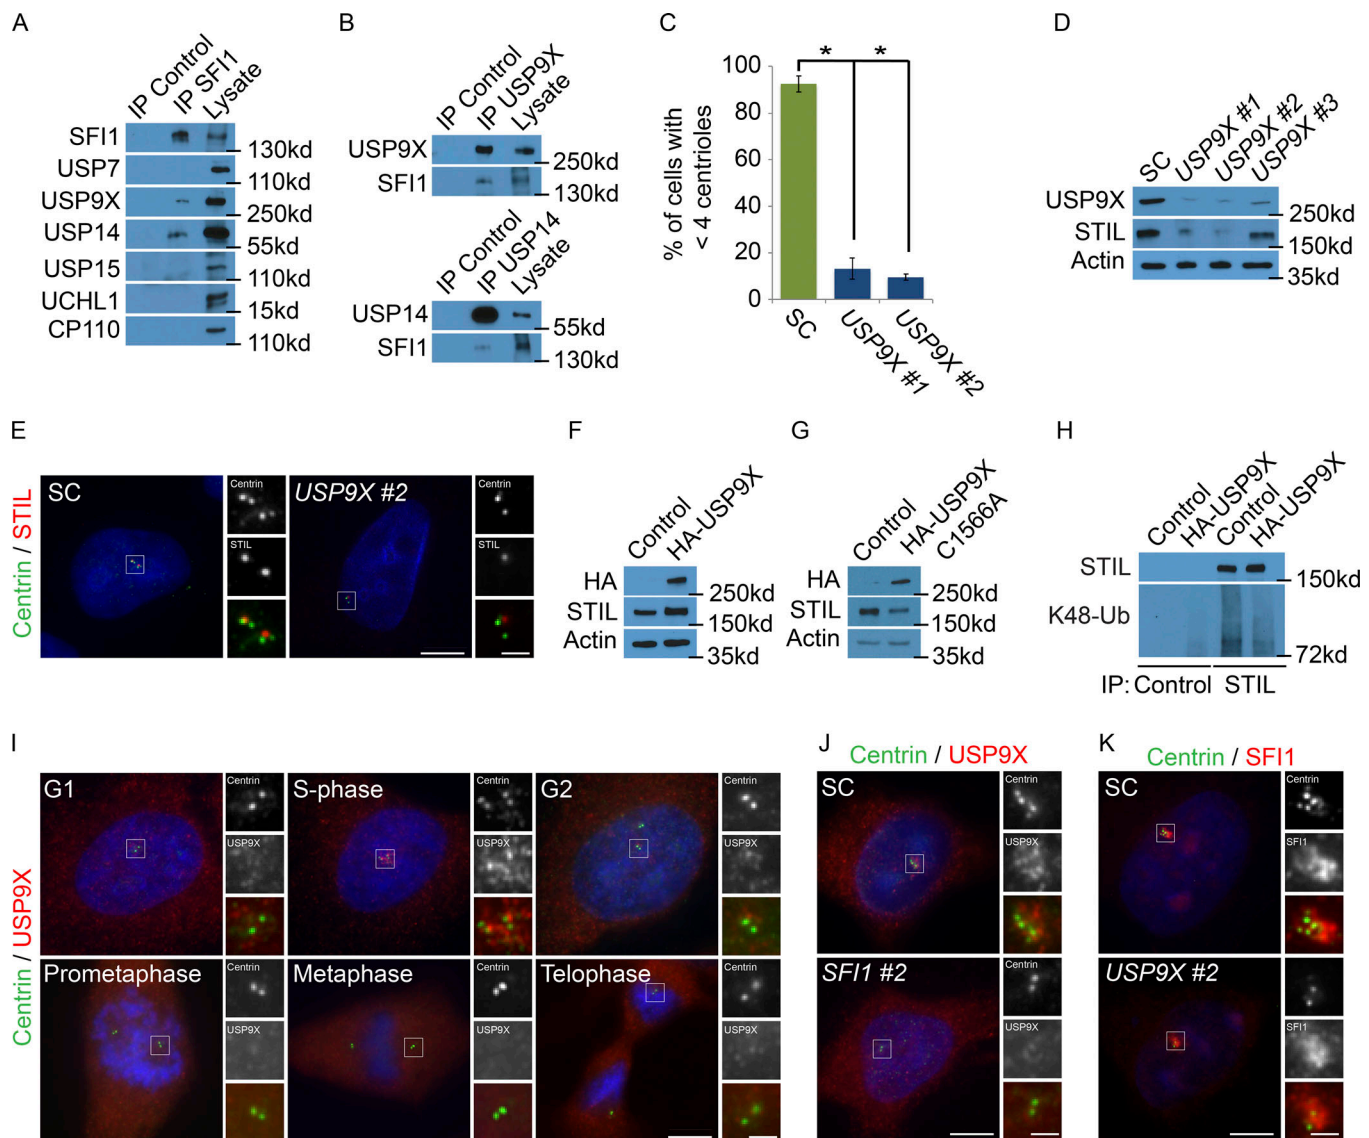 A
IP Control
IP SFI1
Lysate
SFI1
130kd
USP7
110kd
USP9X
250kd
USP14
55kd
USP15
110kd
UCHL1
15kd
CP110
110kd
B
IP Control
IP USP9X
Lysate
USP9X
250kd
SFI1
130kd
IP Control
IP USP14
Lysate
USP14
55kd
SFI1
130kd
C
% of cells with
< 4 centrioles
100
80
60
40
20
0
* *
SC
USP9X #1
USP9X #2
D
SC
USP9X #1
USP9X #2
USP9X #3
USP9X
250kd
STIL
150kd
Actin
35kd
E
Centrin / STIL
SC
Centrin
STIL
USP9X #2
Centrin
STIL
F
Control
HA-USP9X
HA
250kd
STIL
150kd
Actin
35kd
G
Control
HA-USP9X
C1566A
HA
250kd
STIL
150kd
Actin
35kd
H
Control
HA-USP9X
Control
HA-USP9X
STIL
150kd
K48-Ub
72kd
IP: Control STIL
I
Centrin / USP9X
G1
Centrin
USP9X
S-phase
Centrin
USP9X
G2
Centrin
USP9X
Prometaphase
Centrin
USP9X
Metaphase
Centrin
USP9X
Telophase
Centrin
USP9X
J
Centrin / USP9X
SC
Centrin
USP9X
SFI1 #2
Centrin
USP9X
K
Centrin / SFI1
SC
Centrin
SFI1
USP9X #2
Centrin
SFI1